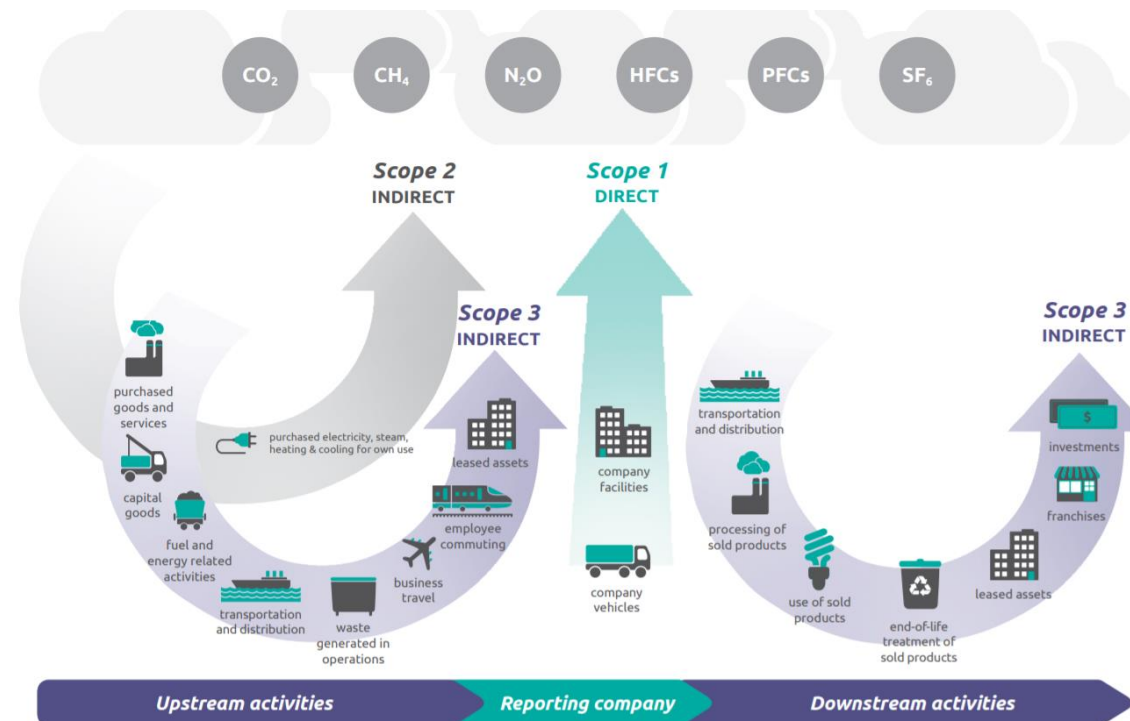 CO₂
CH₄
N₂O
HFCs
PFCs
SF₆
Scope 2
INDIRECT
Scope 1
DIRECT
Scope 3
INDIRECT
Scope 3
INDIRECT
purchased
goods and
services
capital
goods
fuel and
energy related
activities
transportation
and distribution
waste
generated in
operations
business
travel
employee
commuting
leased assets
purchased electricity, steam,
heating & cooling for own use
company
facilities
company
vehicles
transportation
and distribution
processing of
sold products
use of sold
products
end-of-life
treatment of
sold products
leased assets
franchises
$
investments
Upstream activities
Reporting company
Downstream activities